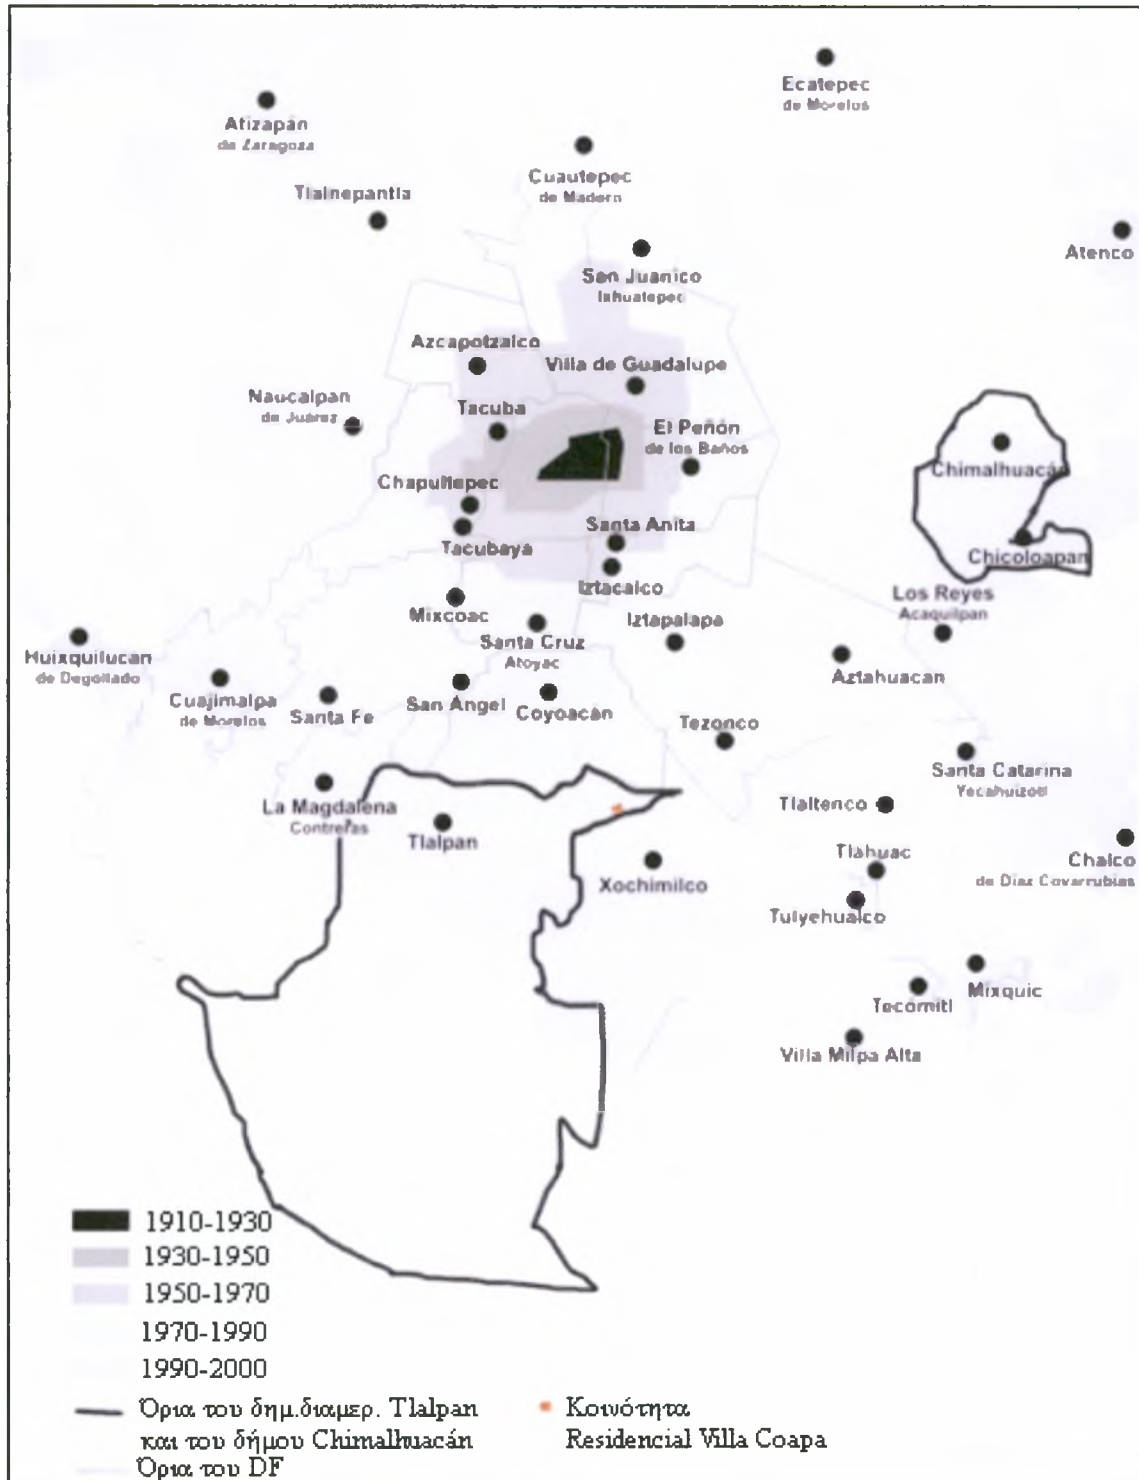 Ecatepec
de Morelos
Atizapán
de Zaragoza
Cuautepec
de Madero
Tlalnepantla
Atenco
San Juanico
Ixhuatepec
Azcapotzalco
Villa de Guadalupe
Naucalpan
de Juárez
Tacuba
El Peñón
de los Baños
Chimalhuacán
Chapultepec
Santa Anita
Tacubaya
Chicoloapan
Iztacalco
Los Reyes
Acaquilpan
Mixcoac
Iztapalapa
Santa Cruz
Atoyac
Huixquilucan
de Degollado
Aztahuacan
Cuajimalpa
de Morelos
Santa Fe
San Angel
Coyoacán
Tezonco
Santa Catarina
Yecahuizotl
La Magdalena
Contreras
Tlaltenco
Tlalpan
Tláhuac
Chalco
de Díaz Covarrubias
Xochimilco
Tulyehualco
Mixquic
Tecómitl
Villa Milpa Alta
1910-1930
1930-1950
1950-1970
1970-1990
1990-2000
Όρια του δημ.διαμερ. Tlalpan
και του δήμου Chimalhuacán
Όρια του DF
Κοινότητα
Residencial Villa Coapa